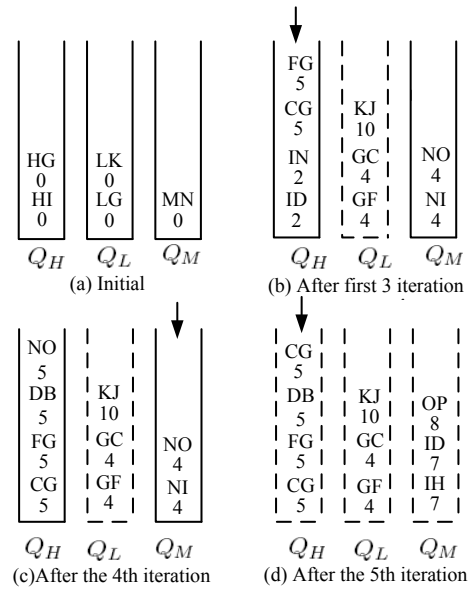 HG LK
0 0
HI LG MN
0 0 0
Q_H Q_L Q_M
(a) Initial
FG
5
CG KJ
5 10
IN GC NO
2 4 4
ID GF NI
2 4 4
Q_H Q_L Q_M
(b) After first 3 iteration
NO
5
DB KJ
5 10
FG GC NO
5 4 4
CG GF NI
5 4 4
Q_H Q_L Q_M
(c)After the 4th iteration
CG
5
DB KJ OP
5 10 8
FG GC ID
5 4 7
CG GF IH
5 4 7
Q_H Q_L Q_M
(d) After the 5th iteration